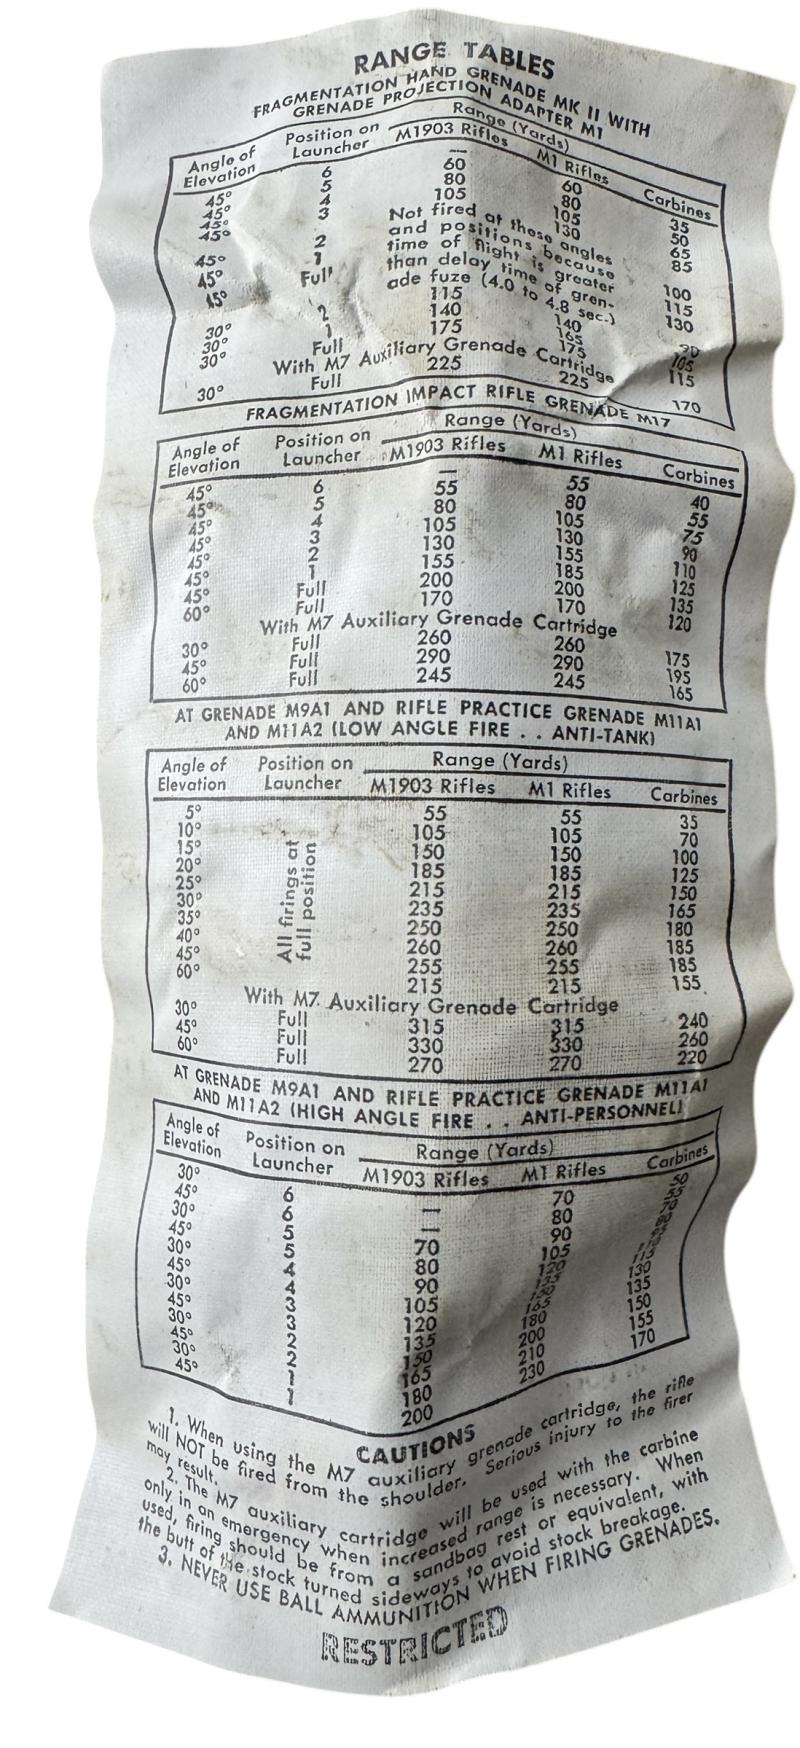 RANGE TABLES
FRAGMENTATION HAND GRENADE MK II WITH
GRENADE PROJECTION ADAPTER M1
Angle of Elevation Position on Launcher Range (Yards)
M1903 Rifles M1 Rifles Carbines
45° 6 — 60 35
45° 5 60 80 50
45° 4 80 105 65
45° 3 105 130 85
Not fired at these angles
and positions because
45° 2 time of flight is greater 100
45° 1 than delay time of gren-
115
45° Full ade fuze (4.0 to 4.8 sec.) 130
30° 2 115 140 90
30° 1 140 165 105
30° Full 175 175 115
With M7 Auxiliary Grenade Cartridge
30° Full 225 225 170
FRAGMENTATION IMPACT RIFLE GRENADE M17
Angle of Elevation Position on Launcher Range (Yards)
M1903 Rifles M1 Rifles Carbines
45° 6 — 55 40
45° 5 55 80 55
45° 4 80 105 75
45° 3 105 130 90
45° 2 130 155 110
45° 1 155 185 125
45° Full 200 200 135
60° Full 170 170 120
With M7 Auxiliary Grenade Cartridge
30° Full 260 260 175
45° Full 290 290 195
60° Full 245 245 165
AT GRENADE M9A1 AND RIFLE PRACTICE GRENADE M11A1
AND M11A2 (LOW ANGLE FIRE . . ANTI-TANK)
Angle of Elevation Position on Launcher Range (Yards)
M1903 Rifles M1 Rifles Carbines
All firings at
full position
5° 55 55 35
10° 105 105 70
15° 150 150 100
20° 185 185 125
25° 215 215 150
30° 235 235 165
35° 250 250 180
40° 260 260 185
45° 255 255 185
60° 215 215 155
With M7 Auxiliary Grenade Cartridge
30° Full 315 315 240
45° Full 330 330 260
60° Full 270 270 220
AT GRENADE M9A1 AND RIFLE PRACTICE GRENADE M11A1
AND M11A2 (HIGH ANGLE FIRE . . ANTI-PERSONNEL)
Angle of Elevation Position on Launcher Range (Yards)
M1903 Rifles M1 Rifles Carbines
30° 6 — 70 50
45° 6 — 80 55
30° 5 70 90
45° 5 80 105
30° 4 90 120
45° 4 105
30° 3 120
45° 3 135 165 130
30° 2 150 180 135
45° 2 165 200 150
30° 1 180 210 155
45° 1 200 230 170
CAUTIONS
1. When using the M7 auxiliary grenade cartridge, the rifle
will NOT be fired from the shoulder. Serious injury to the firer
may result.
2. The M7 auxiliary cartridge will be used with the carbine
only in an emergency when increased range is necessary. When
used, firing should be from a sandbag rest or equivalent, with
the butt of the stock turned sideways to avoid stock breakage.
3. NEVER USE BALL AMMUNITION WHEN FIRING GRENADES.
RESTRICTED